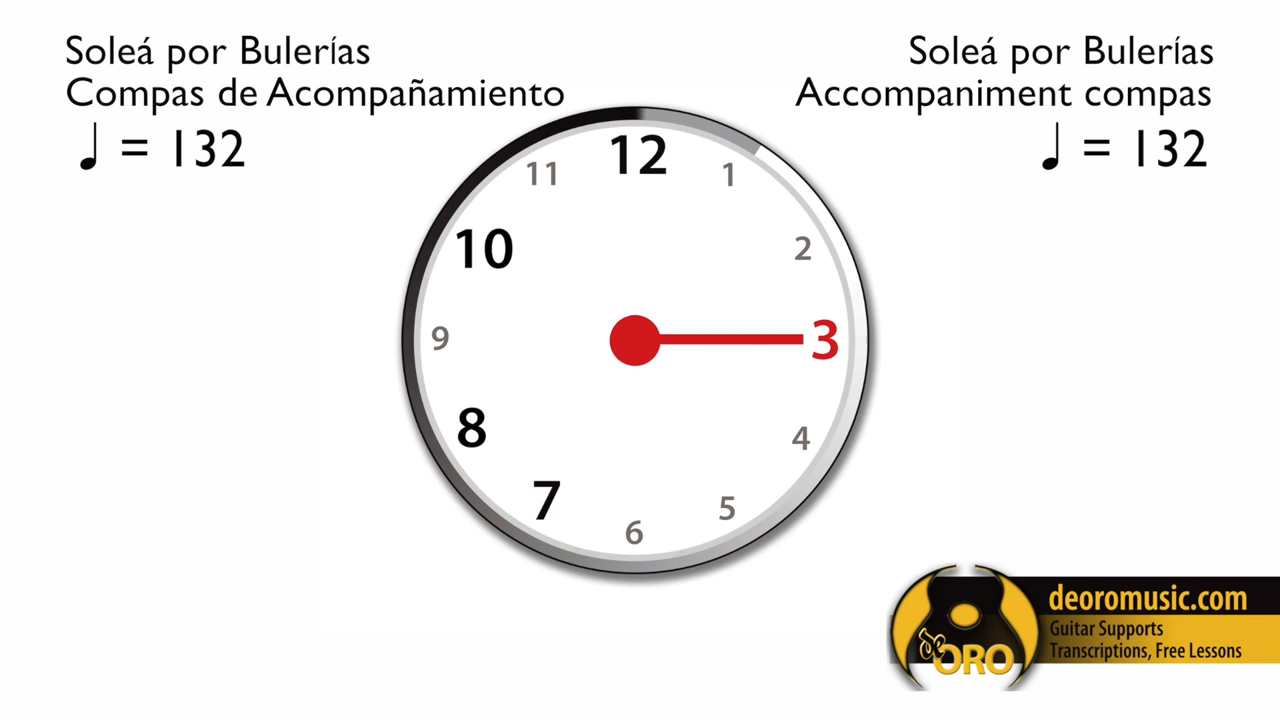 Soleá por Bulerías
Compas de Acompañamiento
♩ = 132
Soleá por Bulerías
Accompaniment compas
♩ = 132
12
1
2
3
4
5
6
7
8
9
10
11
deoromusic.com
Guitar Supports
Transcriptions, Free Lessons
de ORO